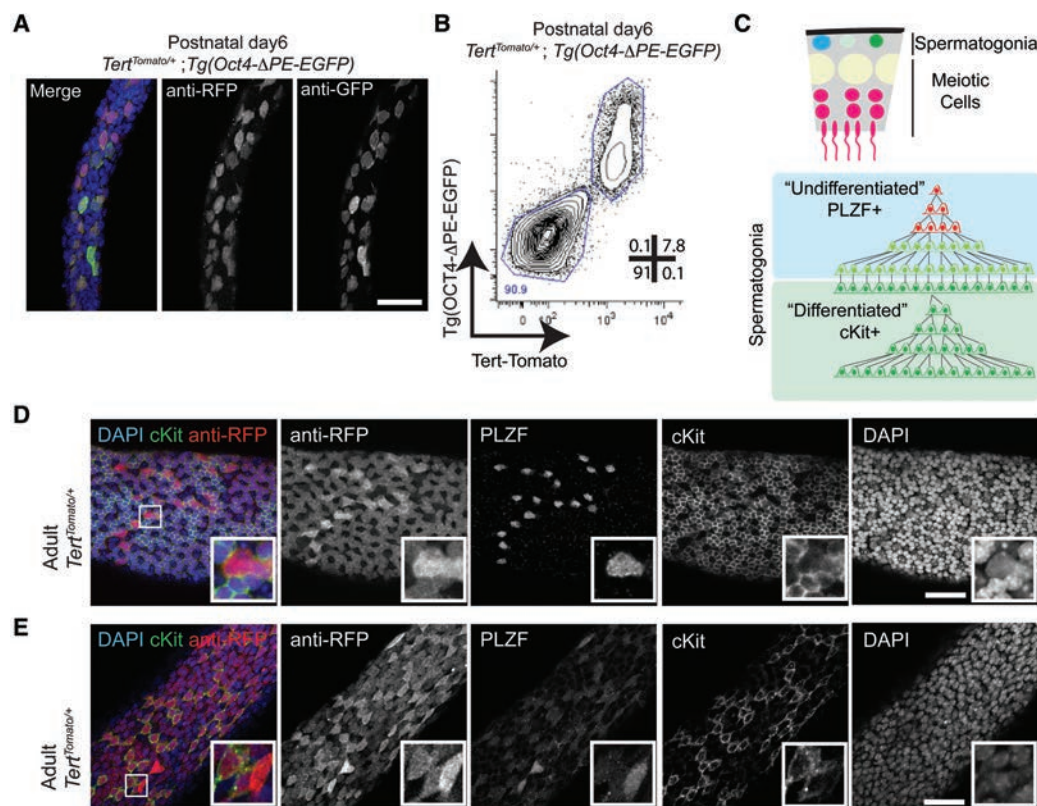 A
Postnatal day6
Tert^Tomato/+ ; Tg(Oct4-ΔPE-EGFP)
Merge
anti-RFP
anti-GFP
B
Postnatal day 6
Tert^Tomato/+ ; Tg(Oct4-ΔPE-EGFP)
Tg(OCT4-ΔPE-EGFP)
0.1 7.8
91 0.1
90.9
0 10^2 10^3 10^4
Tert-Tomato
C
Spermatogonia
Meiotic
Cells
Spermatogonia
"Undifferentiated"
PLZF+
"Differentiated"
cKit+
D
Adult
Tert^Tomato/+
DAPI cKit anti-RFP
anti-RFP
PLZF
cKit
DAPI
E
Adult
Tert^Tomato/+
DAPI cKit anti-RFP
anti-RFP
PLZF
cKit
DAPI